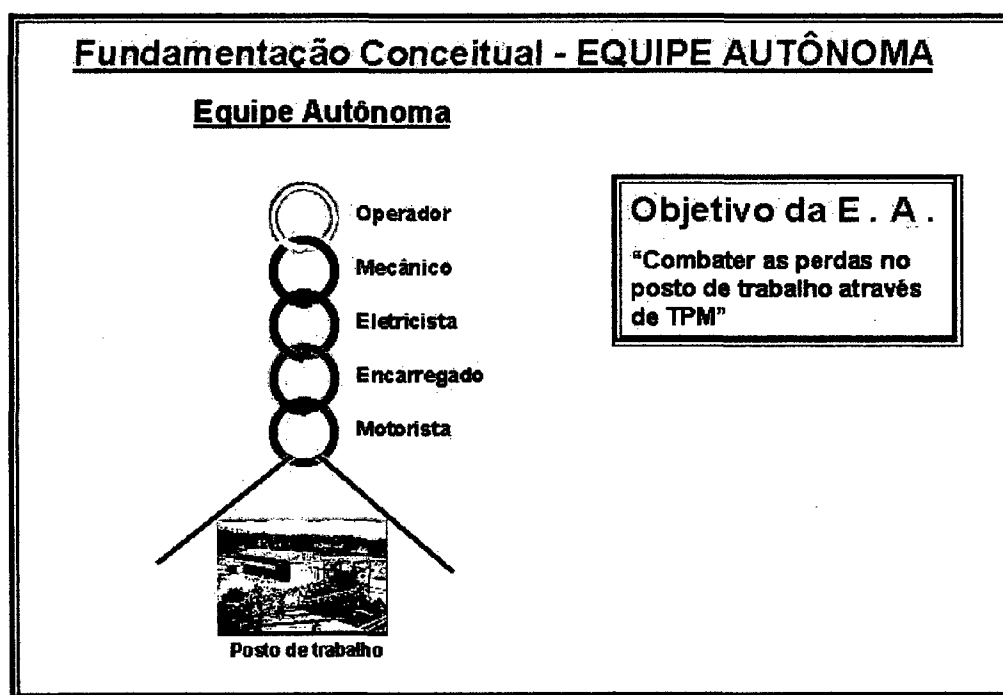 Fundamentação Conceitual - EQUIPE AUTÔNOMA
Equipe Autônoma
Operador
Mecânico
Eletricista
Encarregado
Motorista
Posto de trabalho
Objetivo da E . A .
“Combater as perdas no
posto de trabalho através
de TPM”